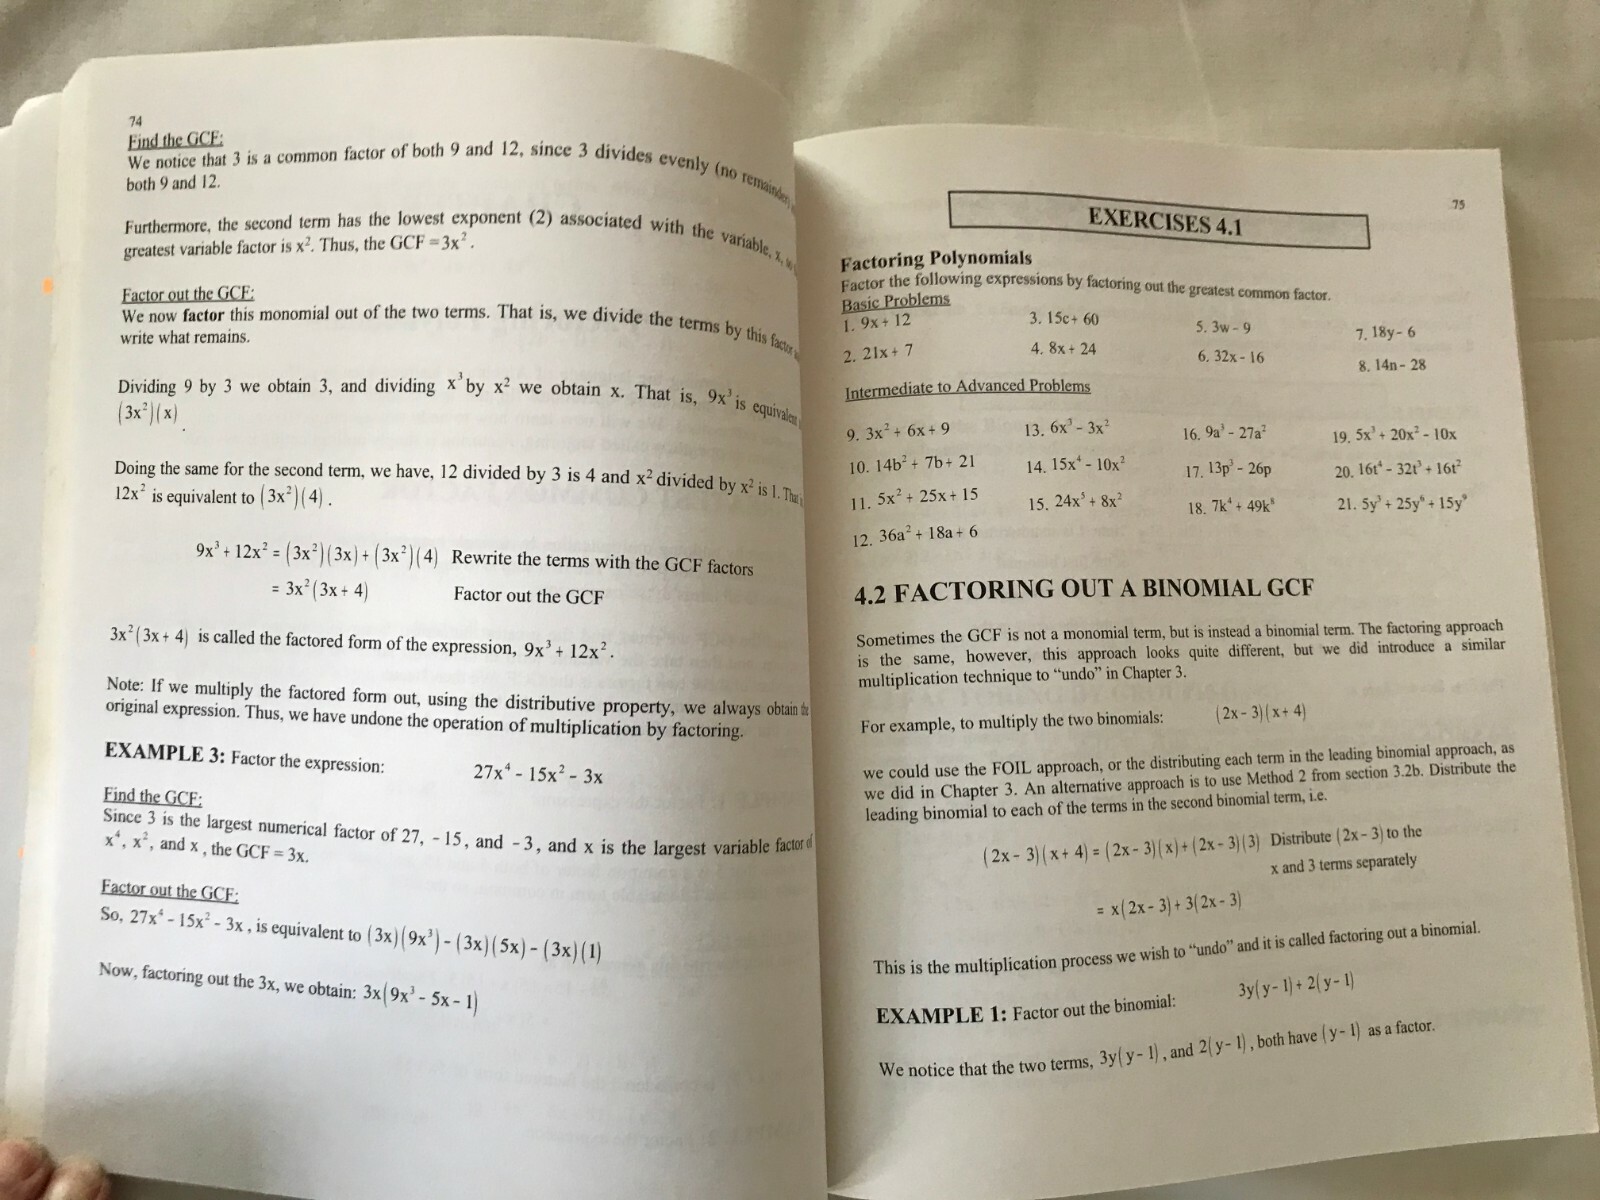 74
Find the GCF:
We notice that 3 is a common factor of both 9 and 12, since 3 divides evenly (no remainder)
both 9 and 12.
Furthermore, the second term has the lowest exponent (2) associated with the variable, x,
greatest variable factor is x². Thus, the GCF = 3x².
Factor out the GCF:
We now factor this monomial out of the two terms. That is, we divide the terms by this factor
write what remains.
Dividing 9 by 3 we obtain 3, and dividing x³ by x² we obtain x. That is, 9x³ is equivalent
(3x²)(x)
.
Doing the same for the second term, we have, 12 divided by 3 is 4 and x² divided by x² is 1. That
12x² is equivalent to (3x²)(4).
9x³ + 12x² = (3x²)(3x) + (3x²)(4) Rewrite the terms with the GCF factors
= 3x²(3x + 4) Factor out the GCF
3x²(3x + 4) is called the factored form of the expression, 9x³ + 12x².
Note: If we multiply the factored form out, using the distributive property, we always obtain the
original expression. Thus, we have undone the operation of multiplication by factoring.
EXAMPLE 3: Factor the expression: 27x⁴ - 15x² - 3x
Find the GCF:
Since 3 is the largest numerical factor of 27, - 15, and - 3, and x is the largest variable factor of
x⁴, x², and x, the GCF = 3x.
Factor out the GCF:
So, 27x⁴ - 15x² - 3x, is equivalent to (3x)(9x³) - (3x)(5x) - (3x)(1)
Now, factoring out the 3x, we obtain: 3x(9x³ - 5x - 1)
75
EXERCISES 4.1
Factoring Polynomials
Factor the following expressions by factoring out the greatest common factor.
Basic Problems
1. 9x + 12 3. 15c + 60 5. 3w - 9 7. 18y - 6
2. 21x + 7 4. 8x + 24 6. 32x - 16 8. 14n - 28
Intermediate to Advanced Problems
9. 3x² + 6x + 9 13. 6x³ - 3x² 16. 9a³ - 27a² 19. 5x³ + 20x² - 10x
10. 14b² + 7b + 21 14. 15x⁴ - 10x² 17. 13p³ - 26p 20. 16t⁴ - 32t³ + 16t²
11. 5x² + 25x + 15 15. 24x⁵ + 8x² 18. 7k⁴ + 49k⁸ 21. 5y³ + 25y⁶ + 15y⁹
12. 36a² + 18a + 6
4.2 FACTORING OUT A BINOMIAL GCF
Sometimes the GCF is not a monomial term, but is instead a binomial term. The factoring approach
is the same, however, this approach looks quite different, but we did introduce a similar
multiplication technique to “undo” in Chapter 3.
For example, to multiply the two binomials: (2x - 3)(x + 4)
we could use the FOIL approach, or the distributing each term in the leading binomial approach, as
we did in Chapter 3. An alternative approach is to use Method 2 from section 3.2b. Distribute the
leading binomial to each of the terms in the second binomial term, i.e.
(2x - 3)(x + 4) = (2x - 3)(x) + (2x - 3)(3) Distribute (2x - 3) to the
x and 3 terms separately
= x(2x - 3) + 3(2x - 3)
This is the multiplication process we wish to “undo” and it is called factoring out a binomial.
EXAMPLE 1: Factor out the binomial: 3y(y - 1) + 2(y - 1)
We notice that the two terms, 3y(y - 1), and 2(y - 1), both have (y - 1) as a factor.